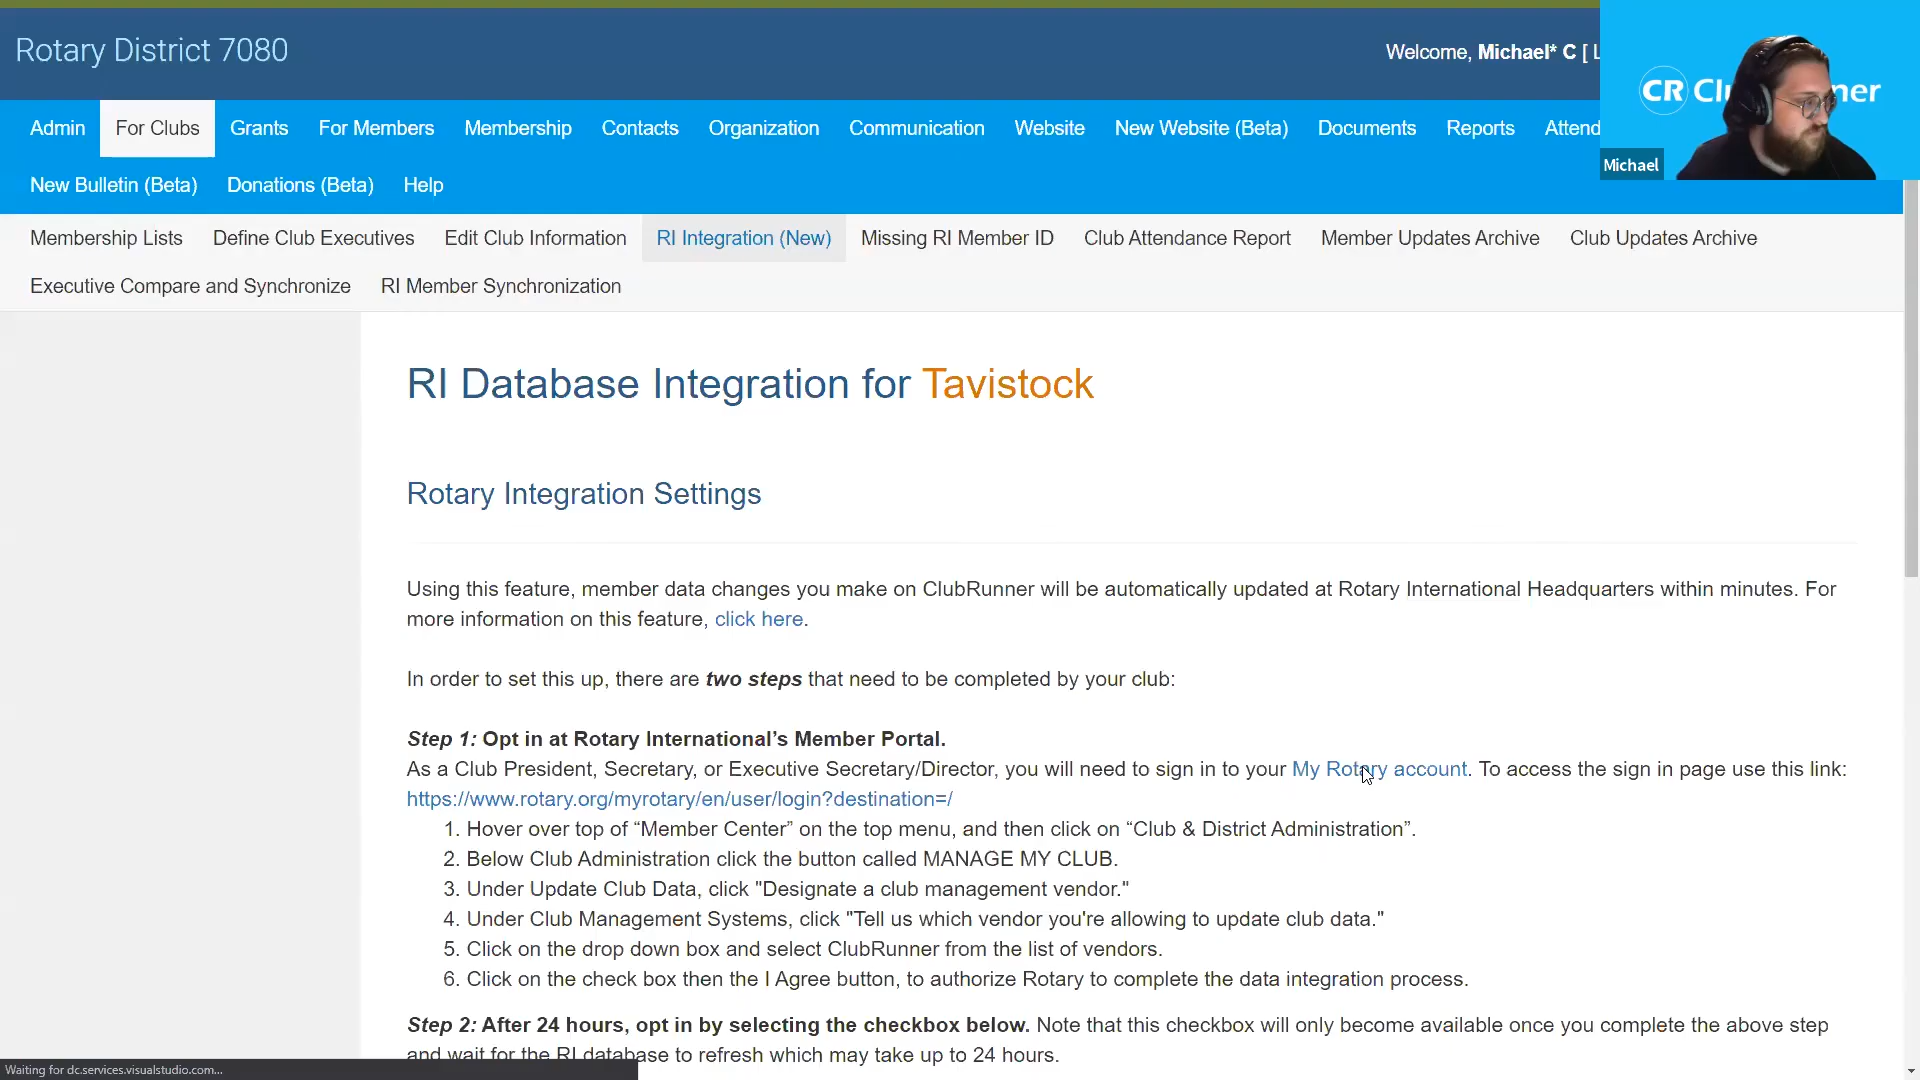 Rotary District 7080
Welcome, Michael* C [
CR Clu ner
Michael
Admin For Clubs Grants For Members Membership Contacts Organization Communication Website New Website (Beta) Documents Reports Attend
New Bulletin (Beta) Donations (Beta) Help
Membership Lists Define Club Executives Edit Club Information RI Integration (New) Missing RI Member ID Club Attendance Report Member Updates Archive Club Updates Archive
Executive Compare and Synchronize RI Member Synchronization
RI Database Integration for Tavistock
Rotary Integration Settings
Using this feature, member data changes you make on ClubRunner will be automatically updated at Rotary International Headquarters within minutes. For
more information on this feature, click here.
In order to set this up, there are two steps that need to be completed by your club:
Step 1: Opt in at Rotary International’s Member Portal.
As a Club President, Secretary, or Executive Secretary/Director, you will need to sign in to your My Rotary account. To access the sign in page use this link:
https://www.rotary.org/myrotary/en/user/login?destination=/
1. Hover over top of “Member Center” on the top menu, and then click on “Club & District Administration”.
2. Below Club Administration click the button called MANAGE MY CLUB.
3. Under Update Club Data, click "Designate a club management vendor."
4. Under Club Management Systems, click "Tell us which vendor you're allowing to update club data."
5. Click on the drop down box and select ClubRunner from the list of vendors.
6. Click on the check box then the I Agree button, to authorize Rotary to complete the data integration process.
Step 2: After 24 hours, opt in by selecting the checkbox below. Note that this checkbox will only become available once you complete the above step
and wait for the RI database to refresh which may take up to 24 hours.
Waiting for dc.services.visualstudio.com...